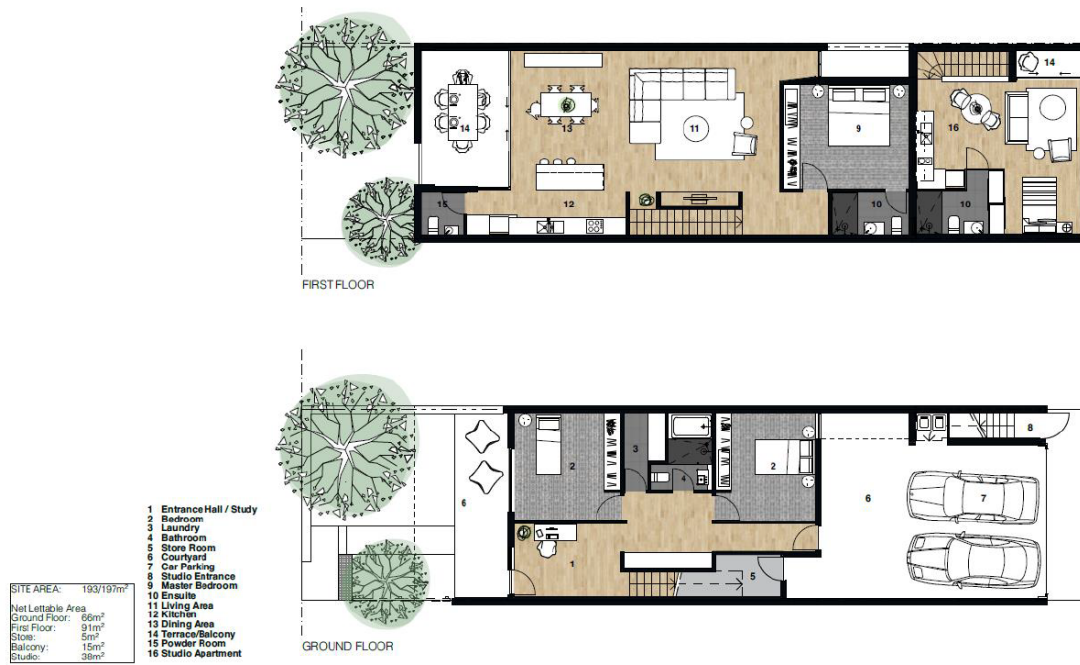 14
14
13
11
9
16
15
12
10
10
FIRST FLOOR
2
3
4
2
6
6
7
8
1
5
GROUND FLOOR
1 Entrance Hall / Study
2 Bedroom
3 Laundry
4 Bathroom
5 Store Room
6 Courtyard
7 Car Parking
8 Studio Entrance
9 Master Bedroom
10 Ensuite
11 Living Area
12 Kitchen
13 Dining Area
14 Terrace/Balcony
15 Powder Room
16 Studio Apartment
SITE AREA: 193/197m²
Net Lettable Area
Ground Floor: 66m²
First Floor: 91m²
Store: 5m²
Balcony: 15m²
Studio: 38m²